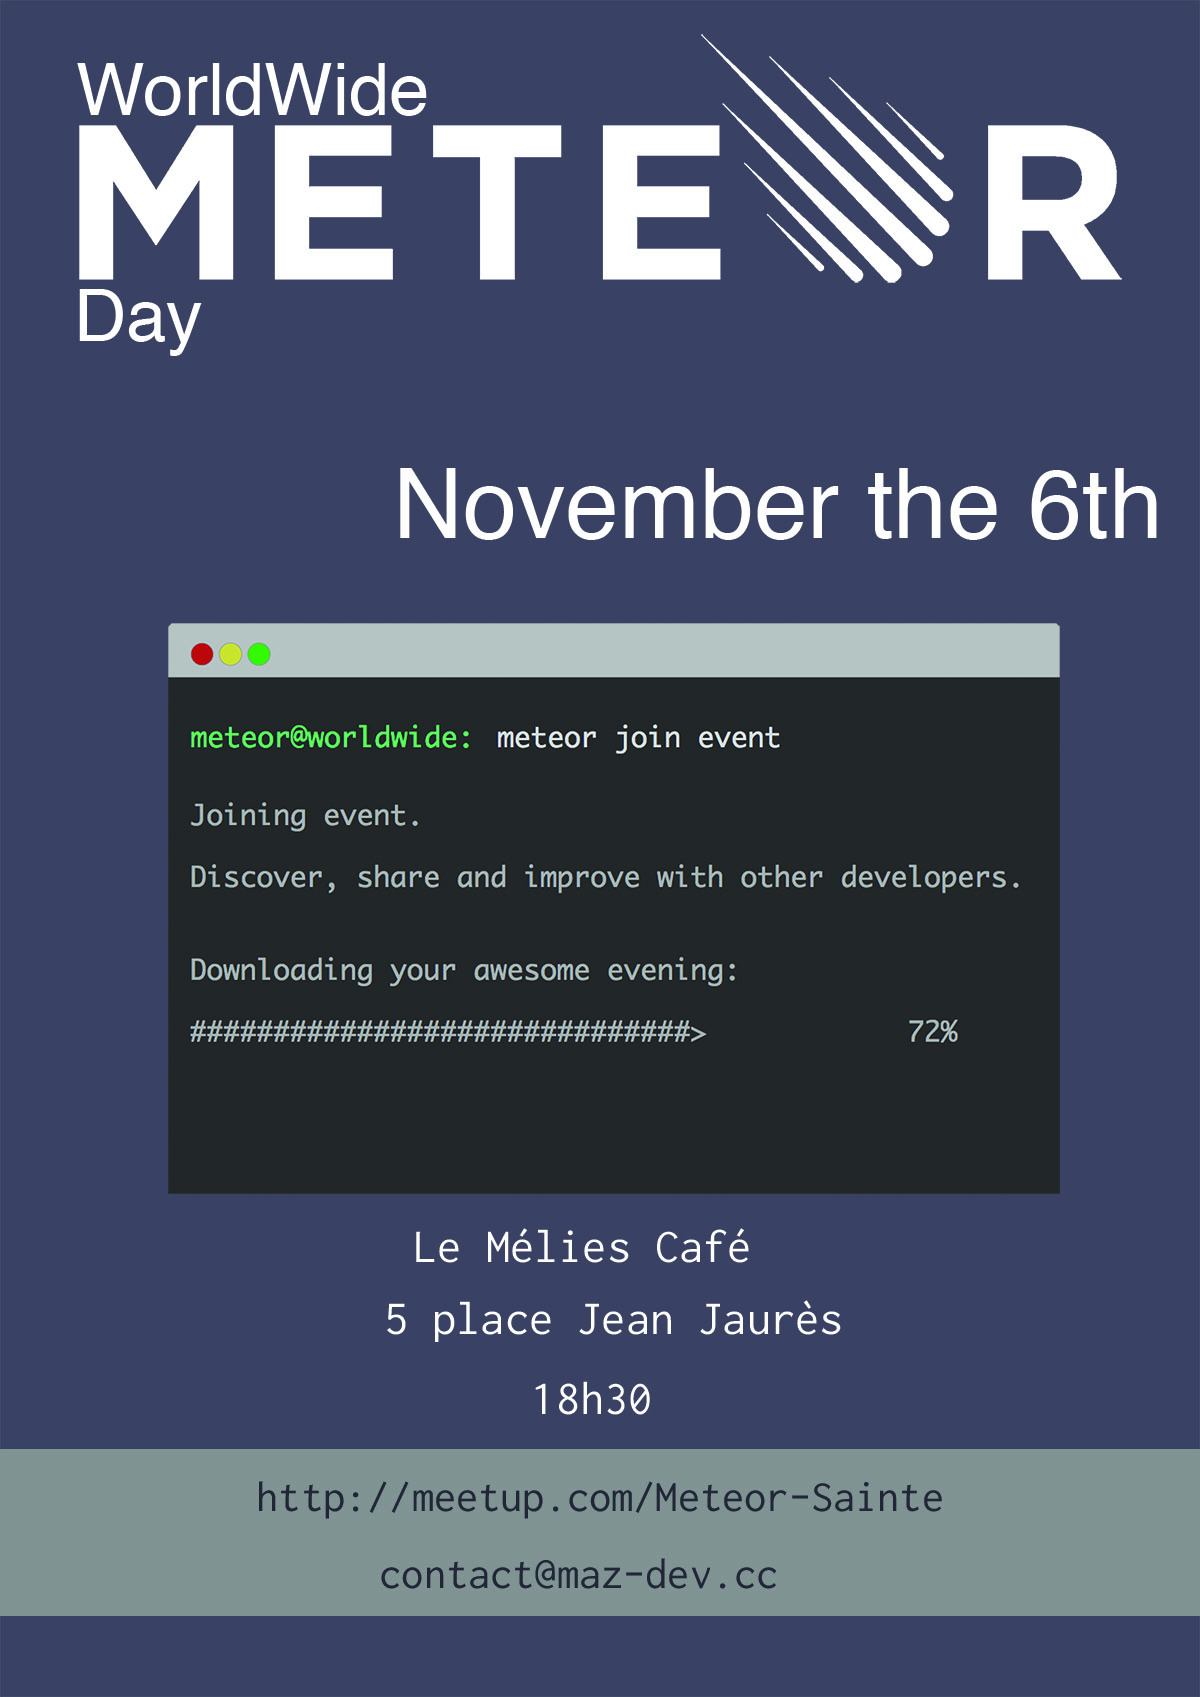 WorldWide
METEOR
Day
November the 6th
meteor@worldwide: meteor join event
Joining event.
Discover, share and improve with other developers.
Downloading your awesome evening:
##############################> 72%
Le Mélies Café
5 place Jean Jaurès
18h30
http://meetup.com/Meteor-Sainte
contact@maz-dev.cc